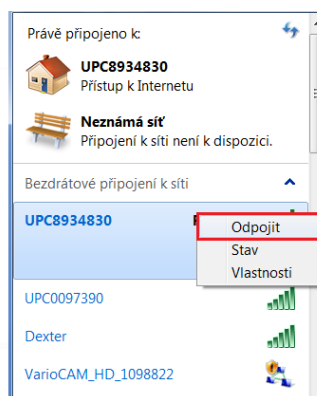 Právě připojeno k:
UPC8934830
Přístup k Internetu
Neznámá síť
Připojení k síti není k dispozici.
Bezdrátové připojení k síti
UPC8934830
Odpojit
Stav
Vlastnosti
UPC0097390
Dexter
VarioCAM_HD_1098822